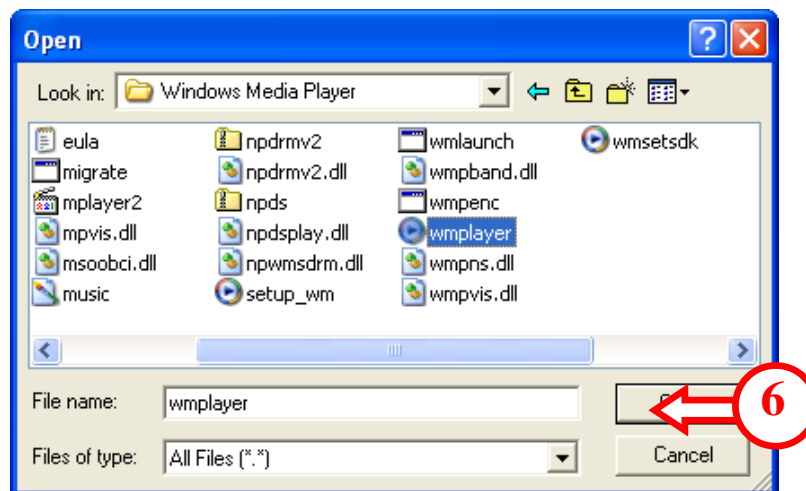 Open
Look in: Windows Media Player
eula npdrmv2 wmlaunch wmsetsdk
migrate npdrmv2.dll wmpband.dll
mplayer2 npds wmpenc
mpvis.dll npdsplay.dll wmplayer
msoobci.dll npwmsdrm.dll wmpns.dll
music setup_wm wmpvis.dll
File name: wmplayer
6
Files of type: All Files (*.*) Cancel